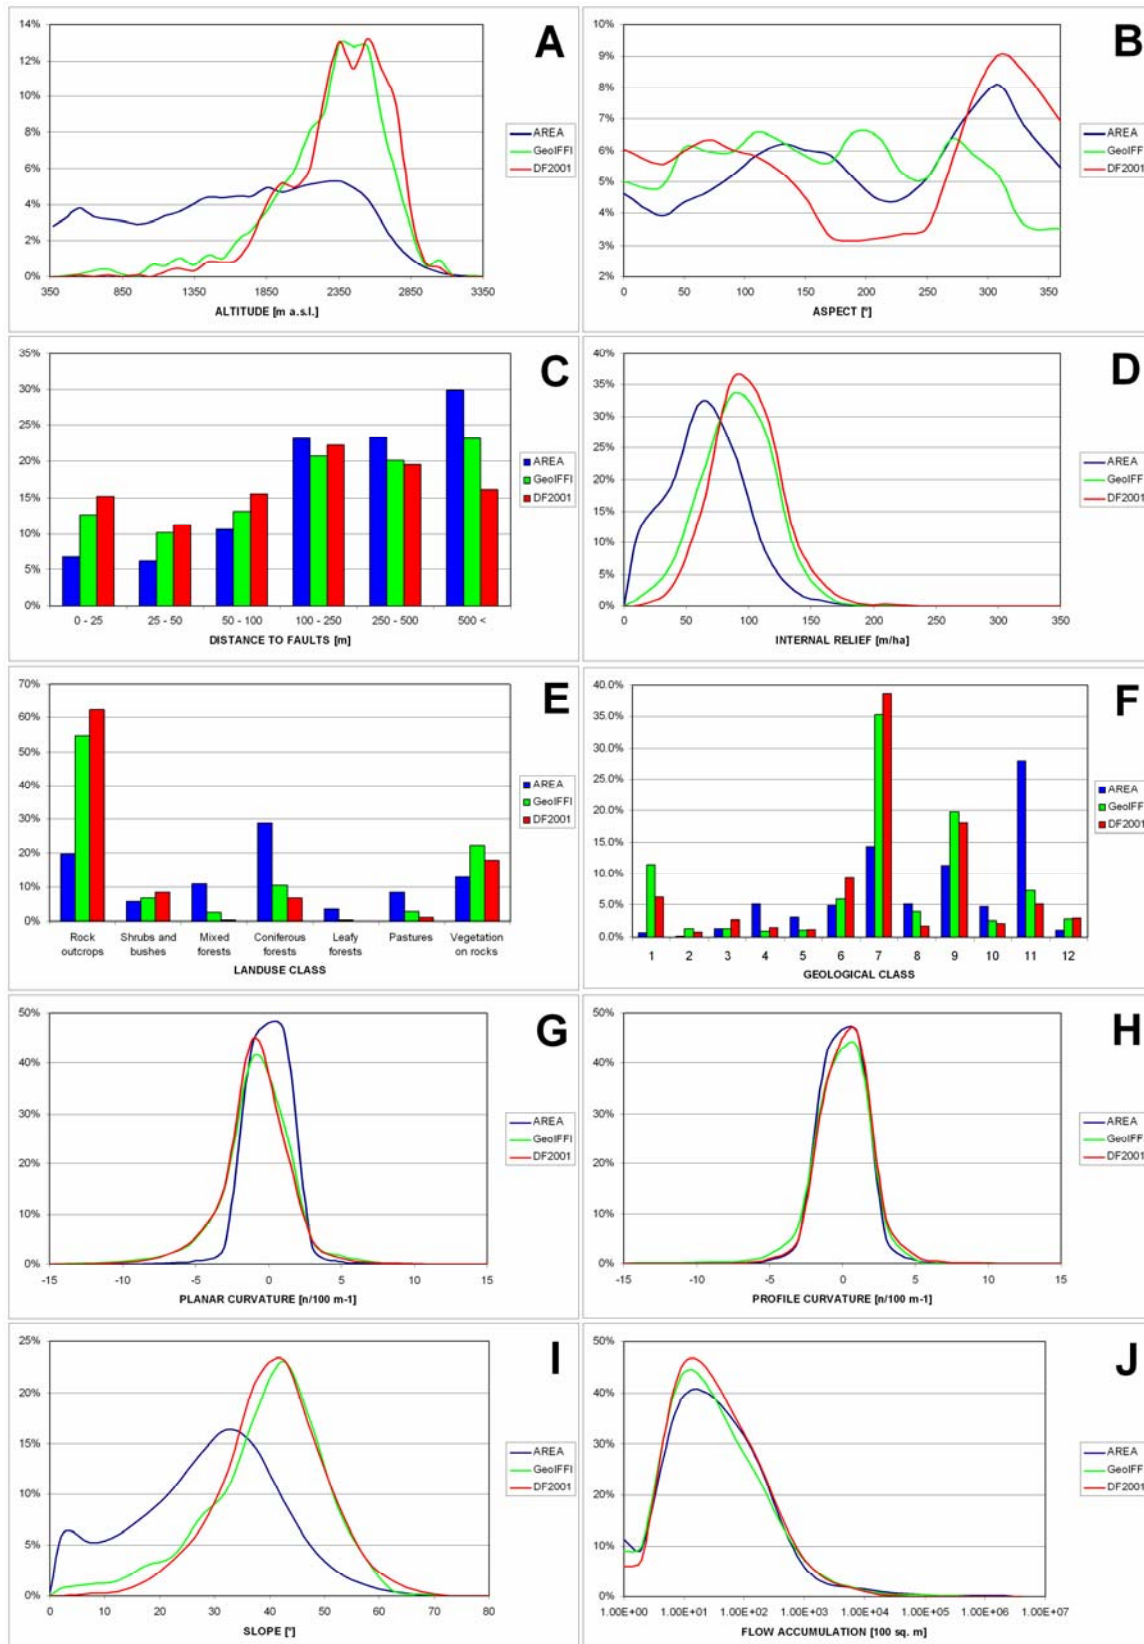 A
14%
12%
10%
8%
6%
4%
2%
0%
350 850 1350 1850 2350 2850 3350
ALTITUDE [m a.s.l.]
AREA
GeoIFFI
DF2001
B
10%
9%
8%
7%
6%
5%
4%
3%
2%
0 50 100 150 200 250 300 350
ASPECT [°]
AREA
GeoIFFI
DF2001
C
35%
30%
25%
20%
15%
10%
5%
0%
0 - 25 25 - 50 50 - 100 100 - 250 250 - 500 500 <
DISTANCE TO FAULTS [m]
AREA
GeoIFFI
DF2001
D
40%
35%
30%
25%
20%
15%
10%
5%
0%
0 50 100 150 200 250 300 350
INTERNAL RELIEF [m/ha]
AREA
GeoIFFI
DF2001
E
70%
60%
50%
40%
30%
20%
10%
0%
Rock Shrubs and Mixed Coniferous Leafy Pastures Vegetation
outcrops bushes forests forests forests on rocks
LANDUSE CLASS
AREA
GeoIFFI
DF2001
F
40.0%
35.0%
30.0%
25.0%
20.0%
15.0%
10.0%
5.0%
0.0%
1 2 3 4 5 6 7 8 9 10 11 12
GEOLOGICAL CLASS
AREA
GeoIFFI
DF2001
G
50%
40%
30%
20%
10%
0%
-15 -10 -5 0 5 10 15
PLANAR CURVATURE [n/100 m-1]
AREA
GeoIFFI
DF2001
H
50%
40%
30%
20%
10%
0%
-15 -10 -5 0 5 10 15
PROFILE CURVATURE [n/100 m-1]
AREA
GeoIFFI
DF2001
I
25%
20%
15%
10%
5%
0%
0 10 20 30 40 50 60 70 80
SLOPE [°]
AREA
GeoIFFI
DF2001
J
50%
40%
30%
20%
10%
0%
1.00E+00 1.00E+01 1.00E+02 1.00E+03 1.00E+04 1.00E+05 1.00E+06 1.00E+07
FLOW ACCUMULATION [100 sq. m]
AREA
GeoIFFI
DF2001